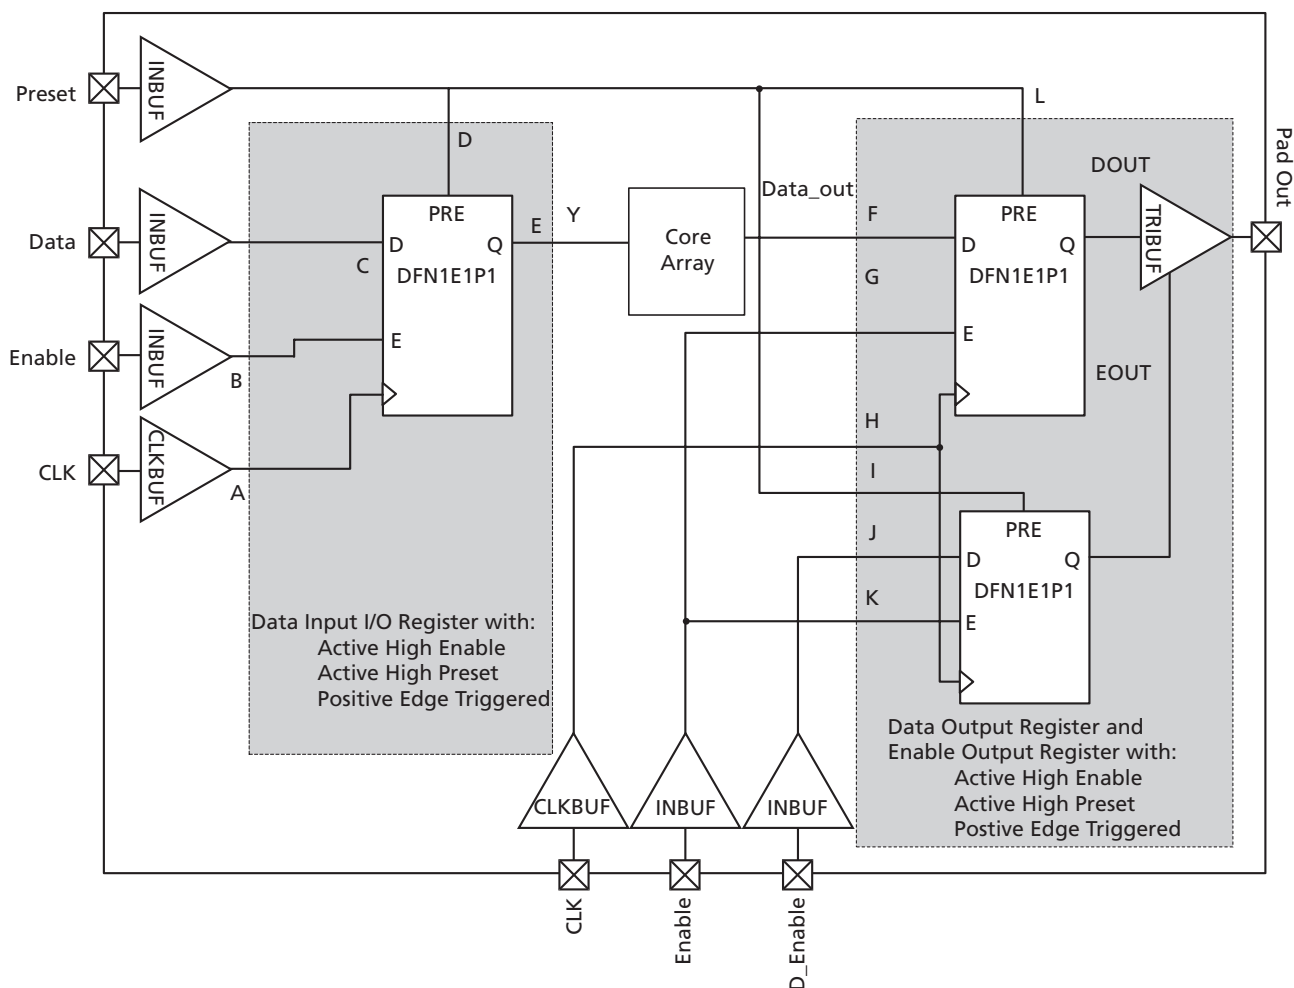 Preset
INBUF
L
D
Pad Out
DOUT
Data
INBUF
PRE
D
Q
C
DFN1E1P1
E
Y
Core
Array
Data_out
F
G
PRE
D
Q
DFN1E1P1
TRIBUF
Enable
INBUF
B
E
E
EOUT
CLK
CLKBUF
A
H
I
J
K
PRE
D
Q
DFN1E1P1
E
Data Input I/O Register with:
Active High Enable
Active High Preset
Positive Edge Triggered
Data Output Register and
Enable Output Register with:
Active High Enable
Active High Preset
Postive Edge Triggered
CLKBUF
INBUF
INBUF
CLK
Enable
D_Enable